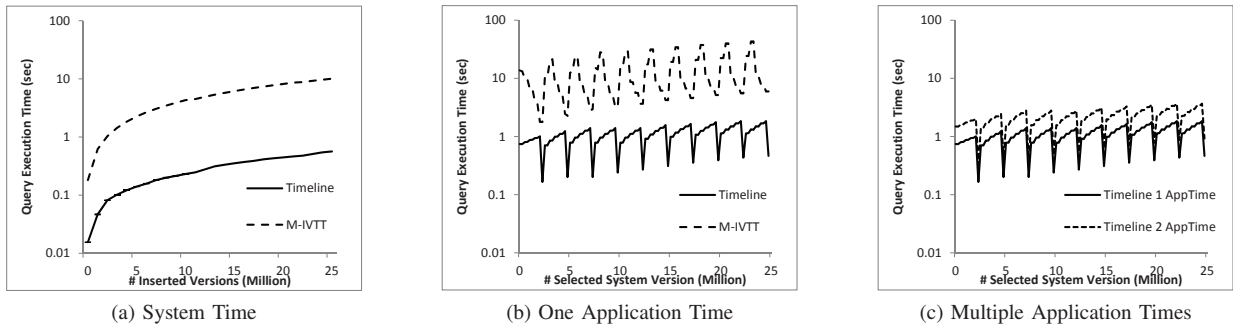 Query Execution Time (sec)
100
10
1
0.1
0.01
0
5
10
15
20
25
# Inserted Versions (Million)
Timeline
M-IVTT
(a) System Time
Query Execution Time (sec)
100
10
1
0.1
0.01
0
5
10
15
20
25
# Selected System Version (Million)
Timeline
M-IVTT
(b) One Application Time
Query Execution Time (sec)
100
10
1
0.1
0.01
0
5
10
15
20
25
# Selected System Version (Million)
Timeline 1 AppTime
Timeline 2 AppTime
(c) Multiple Application Times